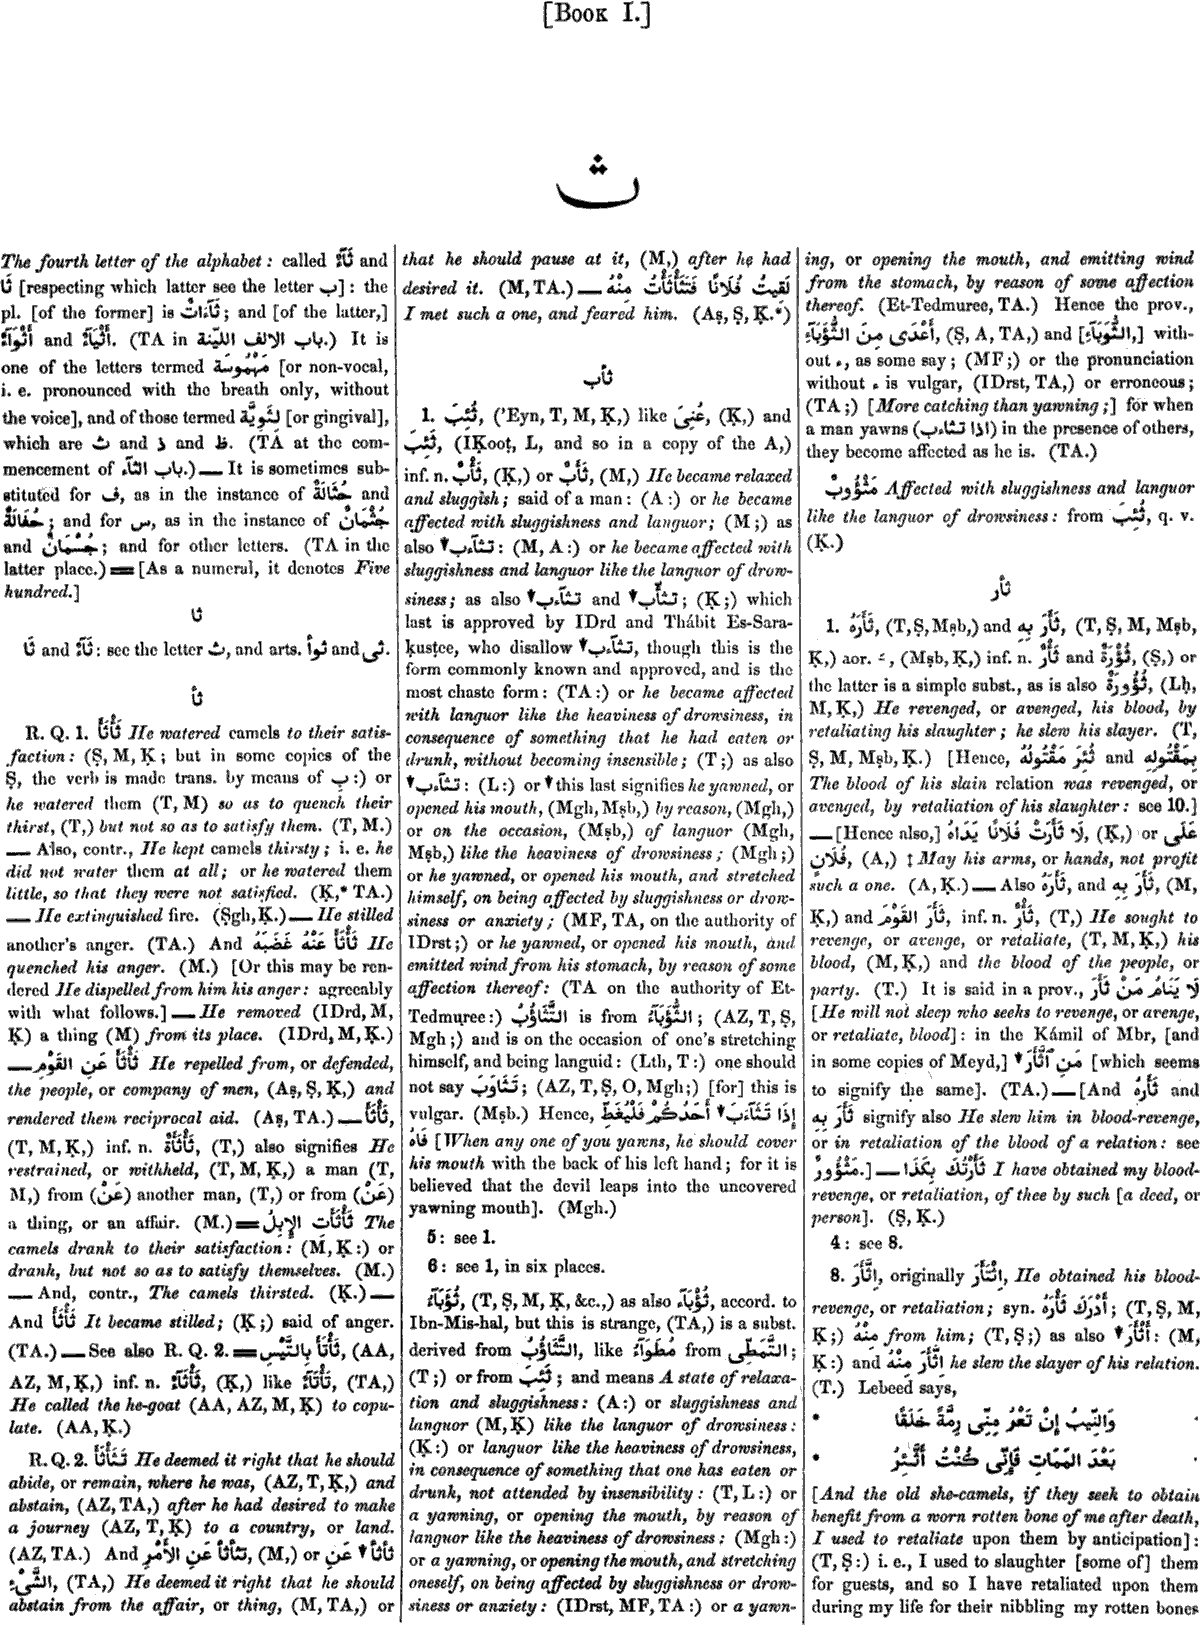 [Book I.]
ث
The fourth letter of the alphabet: called ثَآءٌ and
ثَا [respecting which latter see the letter ب]: the
pl. [of the former] is ثَآءَاتٌ; and [of the latter,]
أَثْيَآءٌ and أَثْوَآءٌ. (TA in باب الالف الليّنة.) It is
one of the letters termed مَهْمُوسَة [or non-vocal,
i. e. pronounced with the breath only, without
the voice], and of those termed لِثَوِيَّة [or gingival],
which are ث and ذ and ظ. (TA at the com-
mencement of باب الثآء.) — It is sometimes sub-
stituted for ف, as in the instance of حُثَالَةٌ and
حُفَالَةٌ; and for س, as in the instance of جُثْمَانٌ
and جُسْمَانٌ; and for other letters. (TA in the
latter place.) = [As a numeral, it denotes Five
hundred.]
ثا
ثَا and ثَآءٌ: see the letter ث, and arts. ثوأ and ثى.
ثأ
R. Q. 1. ثَأْثَأَ He watered camels to their satis-
faction: (Ṣ, M, Ḳ; but in some copies of the
Ṣ, the verb is made trans. by means of بِ:) or
he watered them (T, M) so as to quench their
thirst, (T,) but not so as to satisfy them. (T, M.)
— Also, contr., He kept camels thirsty; i. e. he
did not water them at all; or he watered them
little, so that they were not satisfied. (Ḳ,* TA.)
— He extinguished fire. (Ṣgh, Ḳ.) — He stilled
another's anger. (TA.) And ثَأْثَأَ عَنْهُ غَضَبَهُ He
quenched his anger. (M.) [Or this may be ren-
dered He dispelled from him his anger: agreeably
with what follows.] — He removed (IDrd, M,
Ḳ) a thing (M) from its place. (IDrd, M, Ḳ.)
— ثَأْثَأَ عَنِ القَوْمِ He repelled from, or defended,
the people, or company of men, (Aṣ, Ṣ, Ḳ,) and
rendered them reciprocal aid. (Aṣ, TA.) — ثَأْثَأَ,
(T, M, Ḳ,) inf. n. ثَأْثَأَةٌ, (T,) also signifies He
restrained, or withheld, (T, M, Ḳ,) a man (T,
M,) from (عَنْ) another man, (T,) or from (عَنْ)
a thing, or an affair. (M.) = ثَأْثَأَتِ الإِبِلُ The
camels drank to their satisfaction: (M, Ḳ:) or
drank, but not so as to satisfy themselves. (M.)
— And, contr., The camels thirsted. (Ḳ.) —
And ثَأْثَأَ It became stilled; (Ḳ;) said of anger.
(TA.) — See also R. Q. 2. = ثَأْثَأَ بِالتَّيْسِ, (AA,
AZ, M, Ḳ,) inf. n. ثَأْثَآءٌ, (Ḳ,) like ثَأْثَآءٌ, (TA,)
He called the he-goat (AA, AZ, M, Ḳ) to copu-
late. (AA, Ḳ.)
R. Q. 2. تَثَأْثَأَ He deemed it right that he should
abide, or remain, where he was, (AZ, T, Ḳ,) and
abstain, (AZ, TA,) after he had desired to make
a journey (AZ, T, Ḳ) to a country, or land.
(AZ, TA.) And تثأثأ عَنِ الأَمْرِ, (M,) or ▼ ثأثأ عَنِ
الشَّىْءِ, (TA,) He deemed it right that he should
abstain from the affair, or thing, (M, TA,) or
that he should pause at it, (M,) after he had
desired it. (M, TA.) — لَقِيتُ فُلَانًا فَتَثَأْثَأْتُ مِنْهُ
I met such a one, and feared him. (Aṣ, Ṣ, Ḳ.*)
ثأب
1. ثُئِبَ, ('Eyn, T, M, Ḳ,) like عُنِىَ, (Ḳ,) and
ثَئِبَ, (IḲooṭ, L, and so in a copy of the A,)
inf. n. ثَأْبٌ, (Ḳ,) or ثَأَبٌ, (M,) He became relaxed
and sluggish; said of a man: (A:) or he became
affected with sluggishness and languor; (M;) as
also ▼ تثآءب: (M, A:) or he became affected with
sluggishness and languor like the languor of drow-
siness; as also ▼ تثآءب and ▼ تثأّب; (Ḳ;) which
last is approved by IDrd and Thábit Es-Sara-
ḳusṭee, who disallow ▼ تثآءب, though this is the
form commonly known and approved, and is the
most chaste form: (TA:) or he became affected
with languor like the heaviness of drowsiness, in
consequence of something that he had eaten or
drunk, without becoming insensible; (T;) as also
▼ تثآءب: (L:) or ▼ this last signifies he yawned, or
opened his mouth, (Mgh, Mṣb,) by reason, (Mgh,)
or on the occasion, (Mṣb,) of languor (Mgh,
Mṣb,) like the heaviness of drowsiness; (Mgh;)
or he yawned, or opened his mouth, and stretched
himself, on being affected by sluggishness or drow-
siness or anxiety; (MF, TA, on the authority of
IDrst;) or he yawned, or opened his mouth, and
emitted wind from his stomach, by reason of some
affection thereof: (TA on the authority of Et-
Tedmuree:) التَّثَاؤُبُ is from الثُّؤَبَآءُ; (AZ, T, Ṣ,
Mgh;) and is on the occasion of one's stretching
himself, and being languid: (Lth, T:) one should
not say تَثَاوَبَ; (AZ, T, Ṣ, O, Mgh;) [for] this is
vulgar. (Mṣb.) Hence, إِذَا تَثَآءَبَ ▼ أَحَدُكُمْ فَلْيُغَطِّ
فَاهُ [When any one of you yawns, he should cover
his mouth with the back of his left hand; for it is
believed that the devil leaps into the uncovered
yawning mouth]. (Mgh.)
5: see 1.
6: see 1, in six places.
ثُؤَبَآءُ, (T, Ṣ, M, Ḳ, &c.,) as also ثُؤْبَآءُ, accord. to
Ibn-Mis-hal, but this is strange, (TA,) is a subst.
derived from التَّثَاؤُبُ, like مُطَوَآءُ from التَّمَطِّى;
(T;) or from ثَئِبَ; and means A state of relaxa-
tion and sluggishness: (A:) or sluggishness and
languor (M, Ḳ) like the languor of drowsiness:
(Ḳ:) or languor like the heaviness of drowsiness,
in consequence of something that one has eaten or
drunk, not attended by insensibility: (T, L:) or
a yawning, or opening the mouth, by reason of
languor like the heaviness of drowsiness: (Mgh:)
or a yawning, or opening the mouth, and stretching
oneself, on being affected by sluggishness or drow-
siness or anxiety: (IDrst, MF, TA:) or a yawn-
ing, or opening the mouth, and emitting wind
from the stomach, by reason of some affection
thereof. (Et-Tedmuree, TA.) Hence the prov.,
أَعْدَى مِنَ الثُّؤَبَآءِ, (Ṣ, A, TA,) and [الثُّوَبَآءِ,] with-
out ء, as some say; (MF;) or the pronunciation
without ء is vulgar, (IDrst, TA,) or erroneous;
(TA;) [More catching than yawning;] for when
a man yawns (اذا تثاءب) in the presence of others,
they become affected as he is. (TA.)
مَثْؤُوبٌ Affected with sluggishness and languor
like the languor of drowsiness: from ثُئِبَ, q. v.
(Ḳ.)
ثأر
1. ثَأَرَهُ, (T, Ṣ, Mṣb,) and ثَأَرَ بِهِ, (T, Ṣ, M, Mṣb,
Ḳ,) aor. ـَ, (Mṣb, Ḳ,) inf. n. ثَأْرٌ and ثُؤْرَةٌ, (Ṣ,) or
the latter is a simple subst., as is also ثُؤُورَةٌ, (Lḥ,
M, Ḳ,) He revenged, or avenged, his blood, by
retaliating his slaughter; he slew his slayer. (T,
Ṣ, M, Mṣb, Ḳ.) [Hence, ثُئِرَ مَقْتُولُهُ and بِمَقْتُولِهِ
The blood of his slain relation was revenged, or
avenged, by retaliation of his slaughter: see 10.]
— [Hence also,] لَا ثَأَرَتْ فُلَانًا يَدَاهُ, (Ḳ,) or عَلَى
فُلَانٍ, (A,) ‡ May his arms, or hands, not profit
such a one. (A, Ḳ.) — Also ثَأَرَهُ, and ثَأَرَ بِهِ, (M,
Ḳ,) and ثَأَرَ القَوْمَ, inf. n. ثَأْرٌ, (T,) He sought to
revenge, or avenge, or retaliate, (T, M, Ḳ,) his
blood, (M, Ḳ,) and the blood of the people, or
party. (T.) It is said in a prov., لَا يَنَامُ مَنْ ثَأَرَ
[He will not sleep who seeks to revenge, or avenge,
or retaliate, blood]: in the Kámil of Mbr, [and
in some copies of Meyd,] مَنِ ٱثَّأَرَ ▼ [which seems
to signify the same]. (TA.) — [And ثَأَرَهُ and
ثَأَرَ بِهِ signify also He slew him in blood-revenge,
or in retaliation of the blood of a relation: see
مَثْؤُورٌ.] — ثَأَرْتُكَ بِكَذَا I have obtained my blood-
revenge, or retaliation, of thee by such [a deed, or
person]. (Ṣ, Ḳ.)
4: see 8.
8. اِثَّأَرَ, originally اِثْتَأَرَ, He obtained his blood-
revenge, or retaliation; syn. أَدْرَكَ ثَأْرَهُ; (T, Ṣ, M,
Ḳ;) مِنْهُ from him; (T, Ṣ;) as also ▼ أَثْأَرَ: (M,
Ḳ:) and اِثَّأَرَ مِنْهُ he slew the slayer of his relation.
(T.) Lebeed says,
وَالنِّيبُ إِنْ تَعْرُ مِنِّى رِمَّةً خَلَقًا
بَعْدَ المَمَاتِ فَإِنِّى كُنْتُ أَثَّئِرُ
[And the old she-camels, if they seek to obtain
benefit from a worn rotten bone of me after death,
I used to retaliate upon them by anticipation]:
(T, Ṣ:) i. e., I used to slaughter [some of] them
for guests, and so I have retaliated upon them
during my life for their nibbling my rotten bones